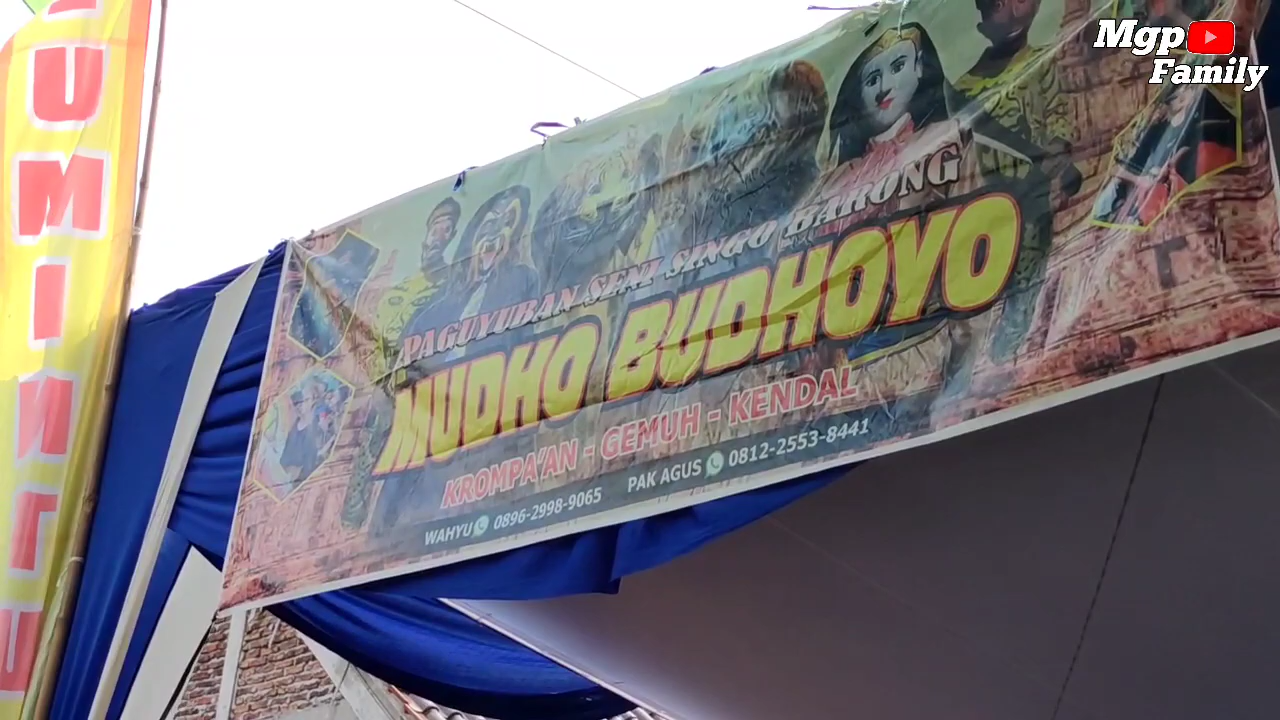 Mgp
Family
PAGUYUBAN SENI SINGO BARONG
MUDHO BUDHOYO
KROMPA'AN - GEMUH - KENDAL
WAHYU 0896-2998-9065 PAK AGUS 0812-2553-8441